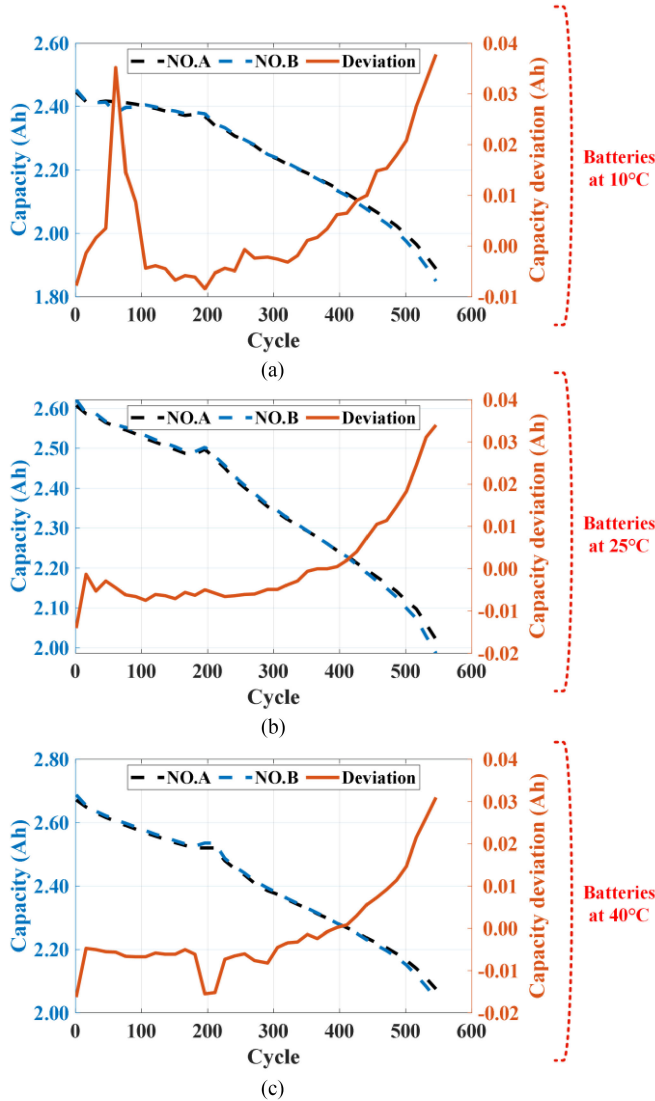 (a)
2.60
2.40
2.20
2.00
1.80
Capacity (Ah)
NO.A NO.B Deviation
0.04
0.03
0.02
0.01
0.00
-0.01
Capacity deviation (Ah)
0 100 200 300 400 500 600
Cycle
Batteries
at 10°C
(a)
2.60
2.50
2.40
2.30
2.20
2.10
2.00
Capacity (Ah)
NO.A NO.B Deviation
0.04
0.03
0.02
0.01
0.00
-0.01
-0.02
Capacity deviation (Ah)
0 100 200 300 400 500 600
Cycle
Batteries
at 25°C
(b)
2.80
2.60
2.40
2.20
2.00
Capacity (Ah)
NO.A NO.B Deviation
0.04
0.03
0.02
0.01
0.00
-0.01
-0.02
Capacity deviation (Ah)
0 100 200 300 400 500 600
Cycle
Batteries
at 40°C
(c)